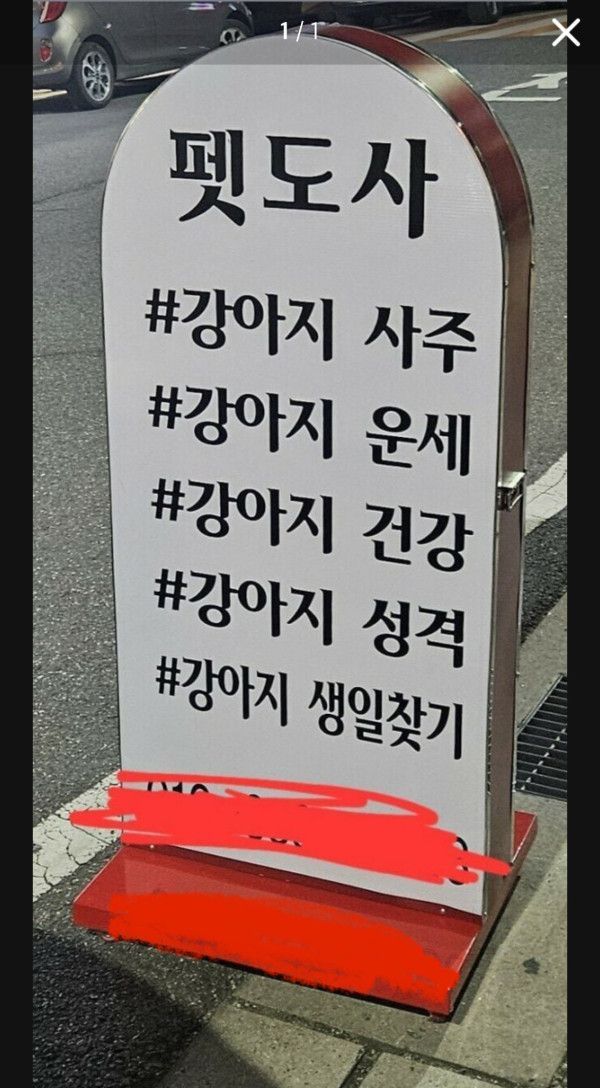 1 / 1
펫도사
#강아지 사주
#강아지 운세
#강아지 건강
#강아지 성격
#강아지 생일찾기